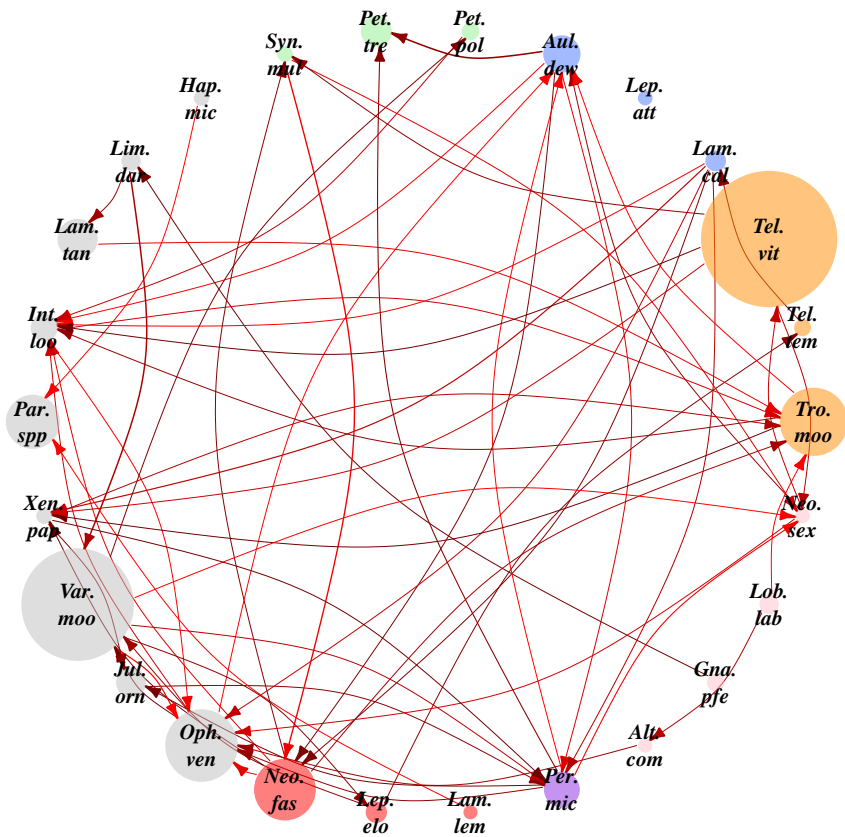 Pet.
tre
Pet.
pol
Syn.
mul
Aul.
dew
Hap.
mic
Lep.
att
Lim.
dar
Lam.
cal
Lam.
tan
Tel.
vit
Int.
loo
Tel.
tem
Par.
spp
Tro.
moo
Xen.
pap
Neo.
sex
Var.
moo
Lob.
lab
Jul.
orn
Gna.
pfe
Oph.
ven
Alt.
com
Neo.
fas
Per.
mic
Lep.
elo
Lam.
lem